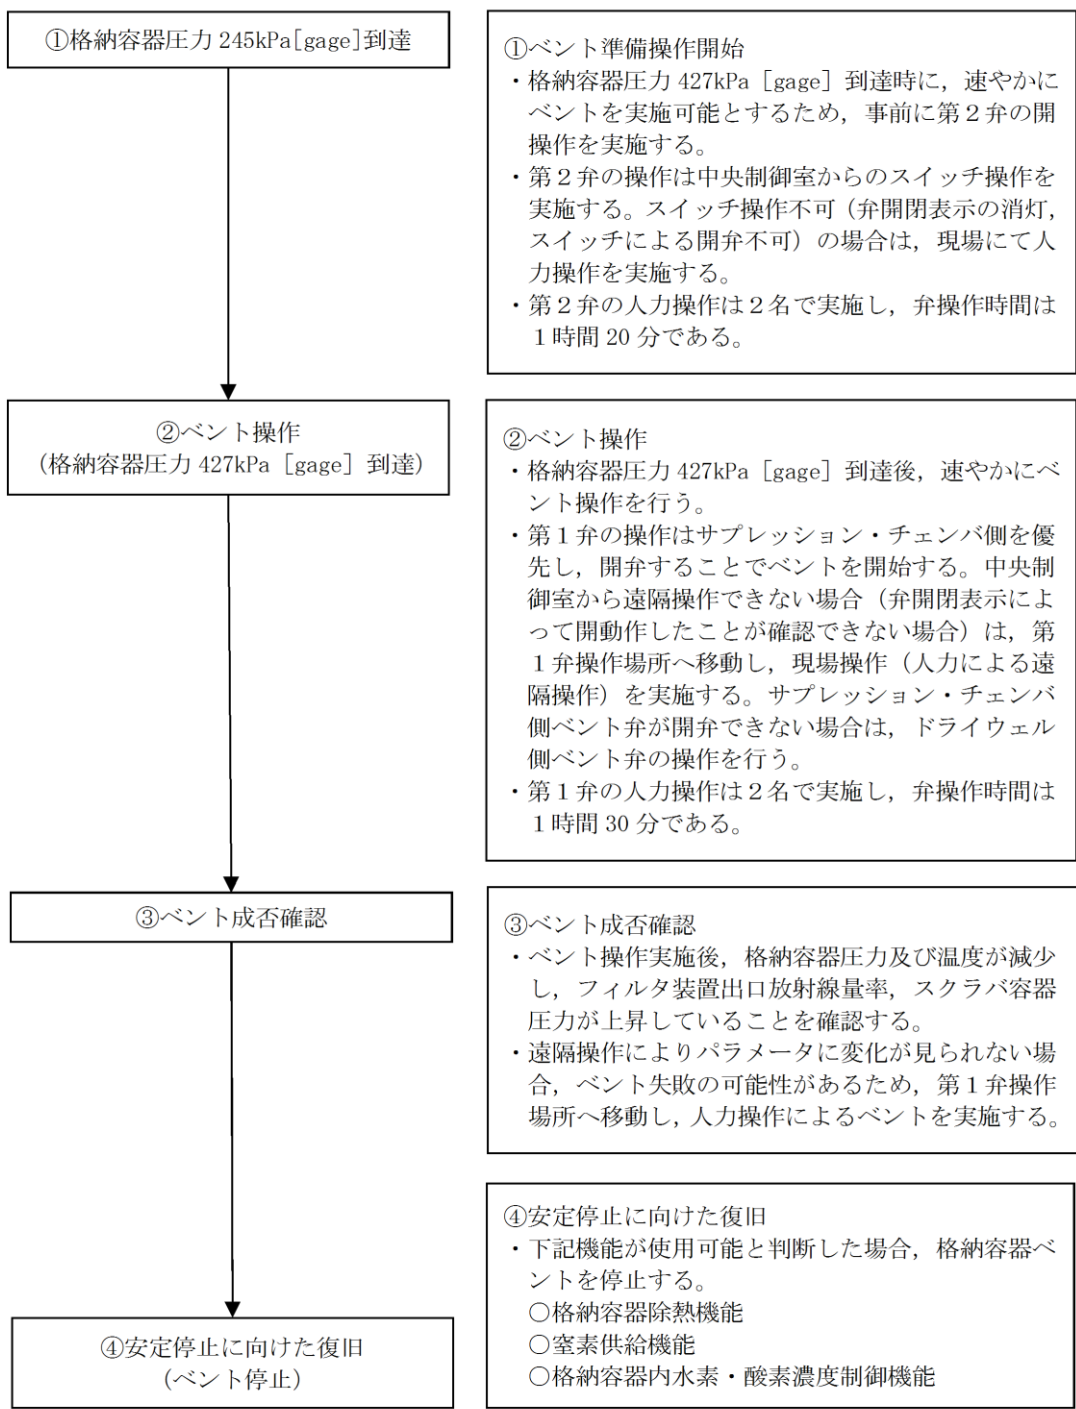 ①格納容器圧力 245kPa[gage]到達
①ベント準備操作開始
・格納容器圧力 427kPa［gage］到達時に，速やかに
ベントを実施可能とするため，事前に第２弁の開
操作を実施する。
・第２弁の操作は中央制御室からのスイッチ操作を
実施する。スイッチ操作不可（弁開閉表示の消灯，
スイッチによる開弁不可）の場合は，現場にて人
力操作を実施する。
・第２弁の人力操作は２名で実施し，弁操作時間は
１時間 20 分である。
②ベント操作
（格納容器圧力 427kPa［gage］到達）
②ベント操作
・格納容器圧力 427kPa［gage］到達後，速やかにベ
ント操作を行う。
・第１弁の操作はサプレッション・チェンバ側を優
先し，開弁することでベントを開始する。中央制
御室から遠隔操作できない場合（弁開閉表示によ
って開動作したことが確認できない場合）は，第
１弁操作場所へ移動し，現場操作（人力による遠
隔操作）を実施する。サプレッション・チェンバ
側ベント弁が開弁できない場合は，ドライウェル
側ベント弁の操作を行う。
・第１弁の人力操作は２名で実施し，弁操作時間は
１時間 30 分である。
③ベント成否確認
③ベント成否確認
・ベント操作実施後，格納容器圧力及び温度が減少
し，フィルタ装置出口放射線量率，スクラバ容器
圧力が上昇していることを確認する。
・遠隔操作によりパラメータに変化が見られない場
合，ベント失敗の可能性があるため，第１弁操作
場所へ移動し，人力操作によるベントを実施する。
④安定停止に向けた復旧
（ベント停止）
④安定停止に向けた復旧
・下記機能が使用可能と判断した場合，格納容器ベ
ントを停止する。
○格納容器除熱機能
○窒素供給機能
○格納容器内水素・酸素濃度制御機能